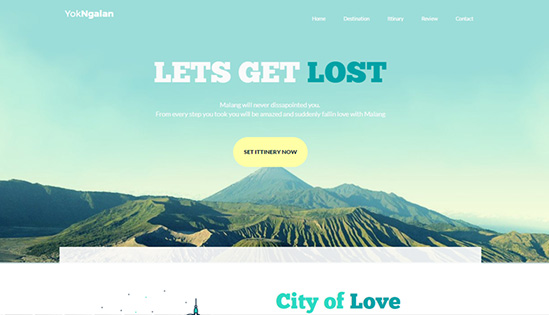 YokNgalan
Home Destination Ittinary Review Contact
LETS GET LOST
Malang will never dissapointed you,
From every step you took you will be amazed and suddenly fallin love with Malang
SET ITTINERY NOW
City of Love